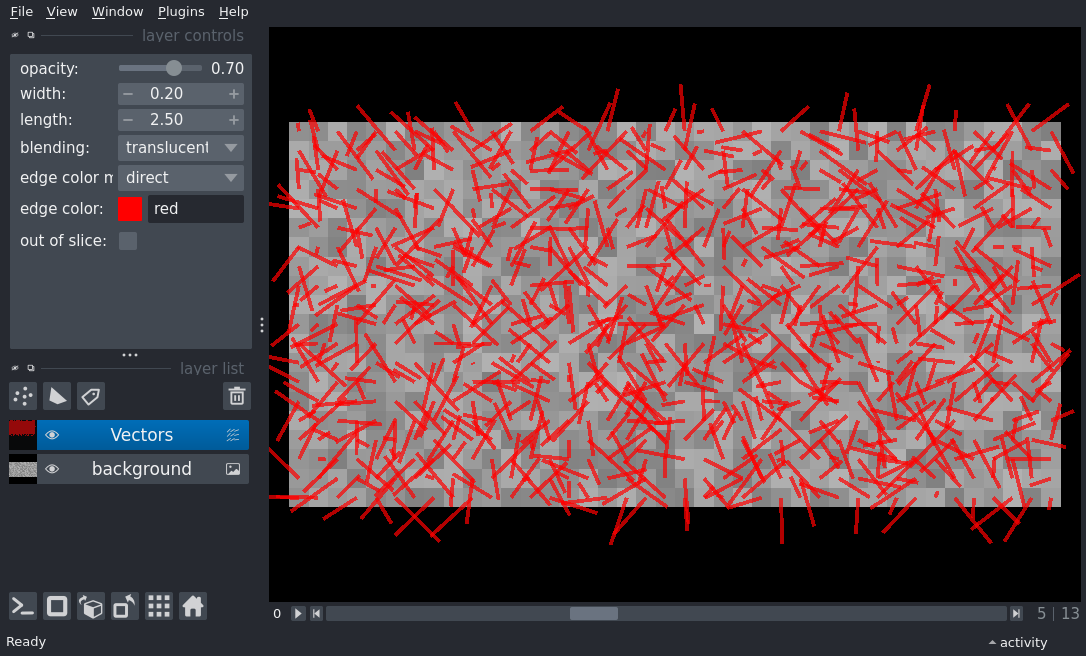 File View Window Plugins Help
layer controls
opacity: 0.70
width: 0.20
length: 2.50
blending: translucent
edge color m direct
edge color: red
out of slice:
layer list
Vectors
background
0 5 13
Ready activity